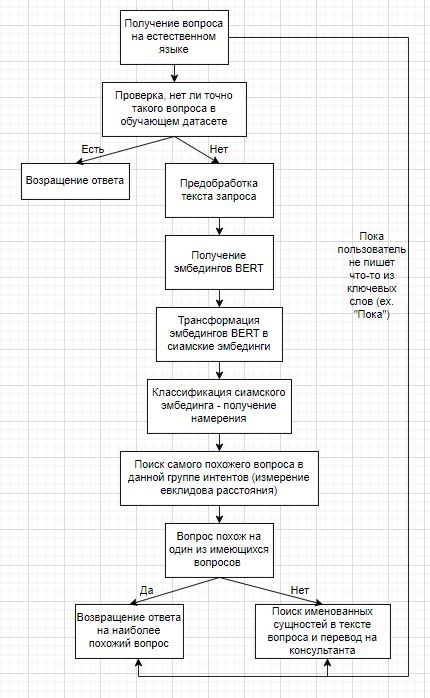 Получение вопроса
на естественном
языке
Проверка, нет ли точно
такого вопроса в
обучающем датасете
Есть
Нет
Возращение ответа
Предобработка
текста запроса
Получение
эмбедингов BERT
Пока
пользователь
не пишет
что-то из
ключевых
слов (ex.
"Пока")
Трансформация
эмбедингов BERT в
сиамские эмбединги
Классификация сиамского
эмбединга - получение
намерения
Поиск самого похожего вопроса в
данной группе интентов (измерение
евклидова расстояния)
Вопрос похож на
один из имеющихся
вопросов
Да
Нет
Возвращение ответа
на наиболее
похожий вопрос
Поиск именованных
сущностей в тексте
вопроса и перевод на
консультанта